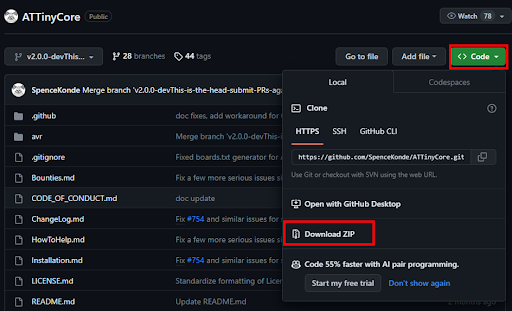 ATTinyCore Public
Watch 78
v2.0.0-devThis... 28 branches 44 tags
Go to file Add file Code
SpenceKonde Merge branch 'v2.0.0-devThis-is-the-head-submit-PRs-aga
Local Codespaces
.github doc fixes. add workaround for
avr Merge branch 'v2.0.0-devThis-
.gitignore Fixed boards.txt generator for
Bounties.md Fix a few more serious issues s
CODE_OF_CONDUCT.md doc update
ChangeLog.md Fix #754 and similar issues for
HowToHelp.md Fix a few more serious issues s
Installation.md Fix #754 and similar issues for
LICENSE.md Standardize formatting of Licen
README.md Update README.md
Clone
HTTPS SSH GitHub CLI
https://github.com/SpenceKonde/ATTinyCore.git
Use Git or checkout with SVN using the web URL.
Open with GitHub Desktop
Download ZIP
Code 55% faster with AI pair programming.
Start my free trial Don't show again